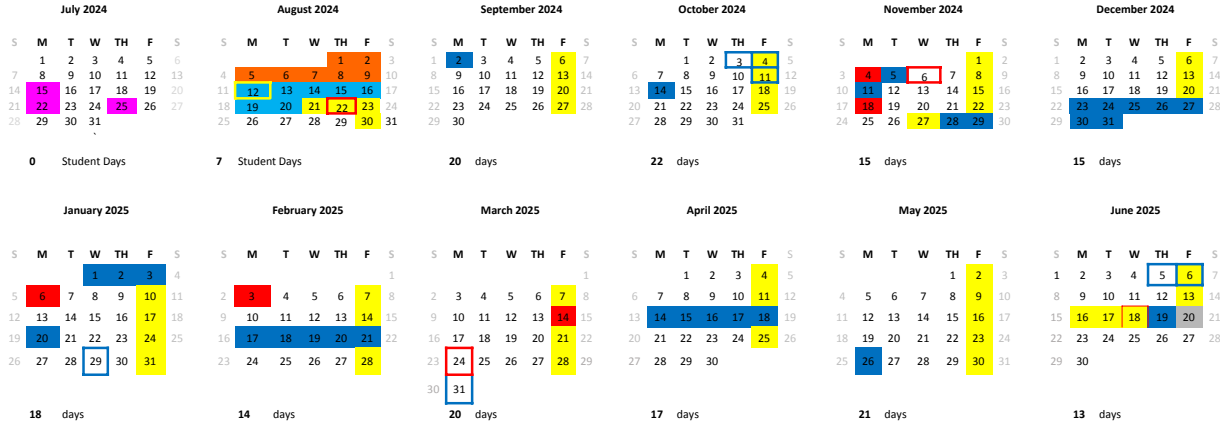 July 2024
S M T W TH F S
1 2 3 4 5 6
7 8 9 10 11 12 13
14 15 16 17 18 19 20
21 22 23 24 25 26 27
28 29 30 31
`
0 Student Days
August 2024
S M T W TH F S
1 2 3
4 5 6 7 8 9 10
11 12 13 14 15 16 17
18 19 20 21 22 23 24
25 26 27 28 29 30 31
7 Student Days
September 2024
S M T W TH F S
1 2 3 4 5 6 7
8 9 10 11 12 13 14
15 16 17 18 19 20 21
22 23 24 25 26 27 28
29 30
20 days
October 2024
S M T W TH F S
1 2 3 4 5
6 7 8 9 10 11 12
13 14 15 16 17 18 19
20 21 22 23 24 25 26
27 28 29 30 31
22 days
November 2024
S M T W TH F S
1 2
3 4 5 6 7 8 9
10 11 12 13 14 15 16
17 18 19 20 21 22 23
24 25 26 27 28 29 30
15 days
December 2024
S M T W TH F S
1 2 3 4 5 6 7
8 9 10 11 12 13 14
15 16 17 18 19 20 21
22 23 24 25 26 27 28
29 30 31
15 days
January 2025
S M T W TH F S
1 2 3 4
5 6 7 8 9 10 11
12 13 14 15 16 17 18
19 20 21 22 23 24 25
26 27 28 29 30 31
18 days
February 2025
S M T W TH F S
1
2 3 4 5 6 7 8
9 10 11 12 13 14 15
16 17 18 19 20 21 22
23 24 25 26 27 28
14 days
March 2025
S M T W TH F S
1
2 3 4 5 6 7 8
9 10 11 12 13 14 15
16 17 18 19 20 21 22
23 24 25 26 27 28 29
30 31
20 days
April 2025
S M T W TH F S
1 2 3 4 5
6 7 8 9 10 11 12
13 14 15 16 17 18 19
20 21 22 23 24 25 26
27 28 29 30
17 days
May 2025
S M T W TH F S
1 2 3
4 5 6 7 8 9 10
11 12 13 14 15 16 17
18 19 20 21 22 23 24
25 26 27 28 29 30 31
21 days
June 2025
S M T W TH F S
1 2 3 4 5 6 7
8 9 10 11 12 13 14
15 16 17 18 19 20 21
22 23 24 25 26 27 28
29 30
13 days